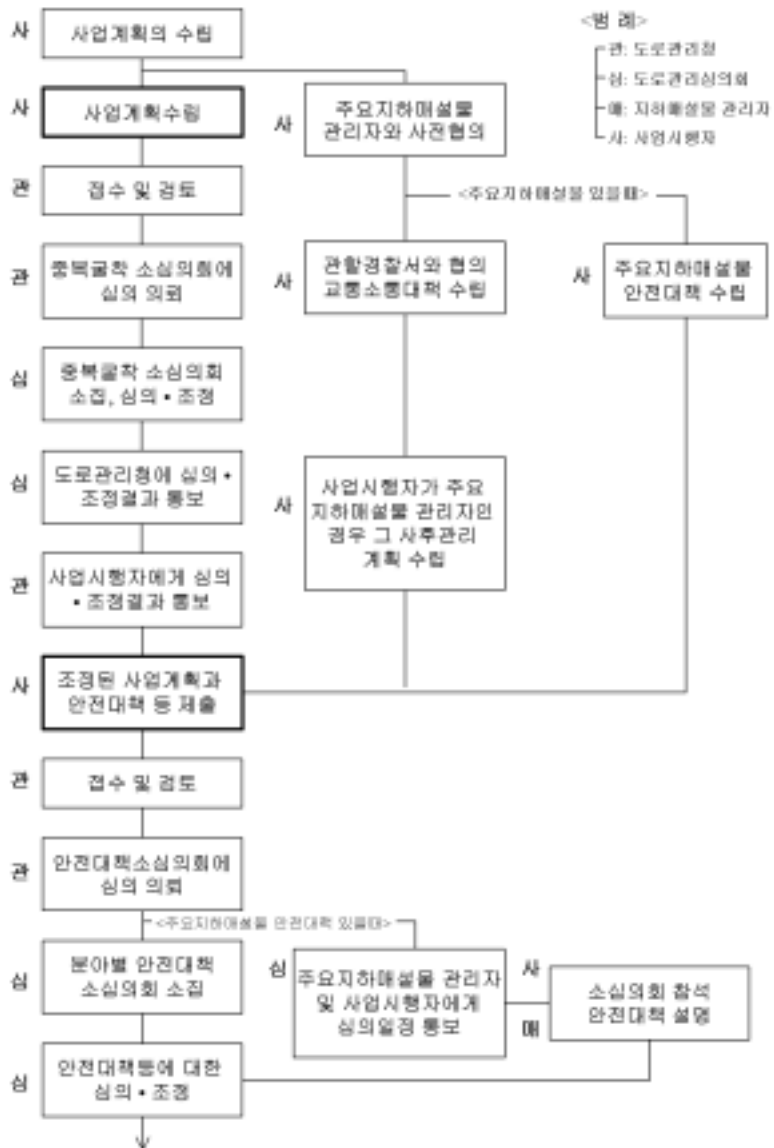 <범 례>
관: 도로관리청
심: 도로관리심의회
매: 지하매설물 관리자
사: 사업시행자
사
사업계획의 수립
사
사업계획수립
사
주요지하매설물
관리자와 사전협의
관
접수 및 검토
<주요지하매설물 있을때>
관
중복굴착 소심의회에
심의 의뢰
사
관할경찰서와 협의
교통소통대책 수립
사
주요지하매설물
안전대책 수립
심
중복굴착 소심의회
소집, 심의 • 조정
심
도로관리청에 심의 •
조정결과 통보
사
사업시행자가 주요
지하매설물 관리자인
경우 그 사후관리
계획 수립
관
사업시행자에게 심의
• 조정결과 통보
사
조정된 사업계획과
안전대책 등 제출
관
접수 및 검토
관
안전대책소심의회에
심의 의뢰
<주요지하매설물 안전대책 있을때>
심
분야별 안전대책
소심의회 소집
심
주요지하매설물 관리자
및 사업시행자에게
심의일정 통보
사
매
소심의회 참석
안전대책 설명
심
안전대책등에 대한
심의 • 조정